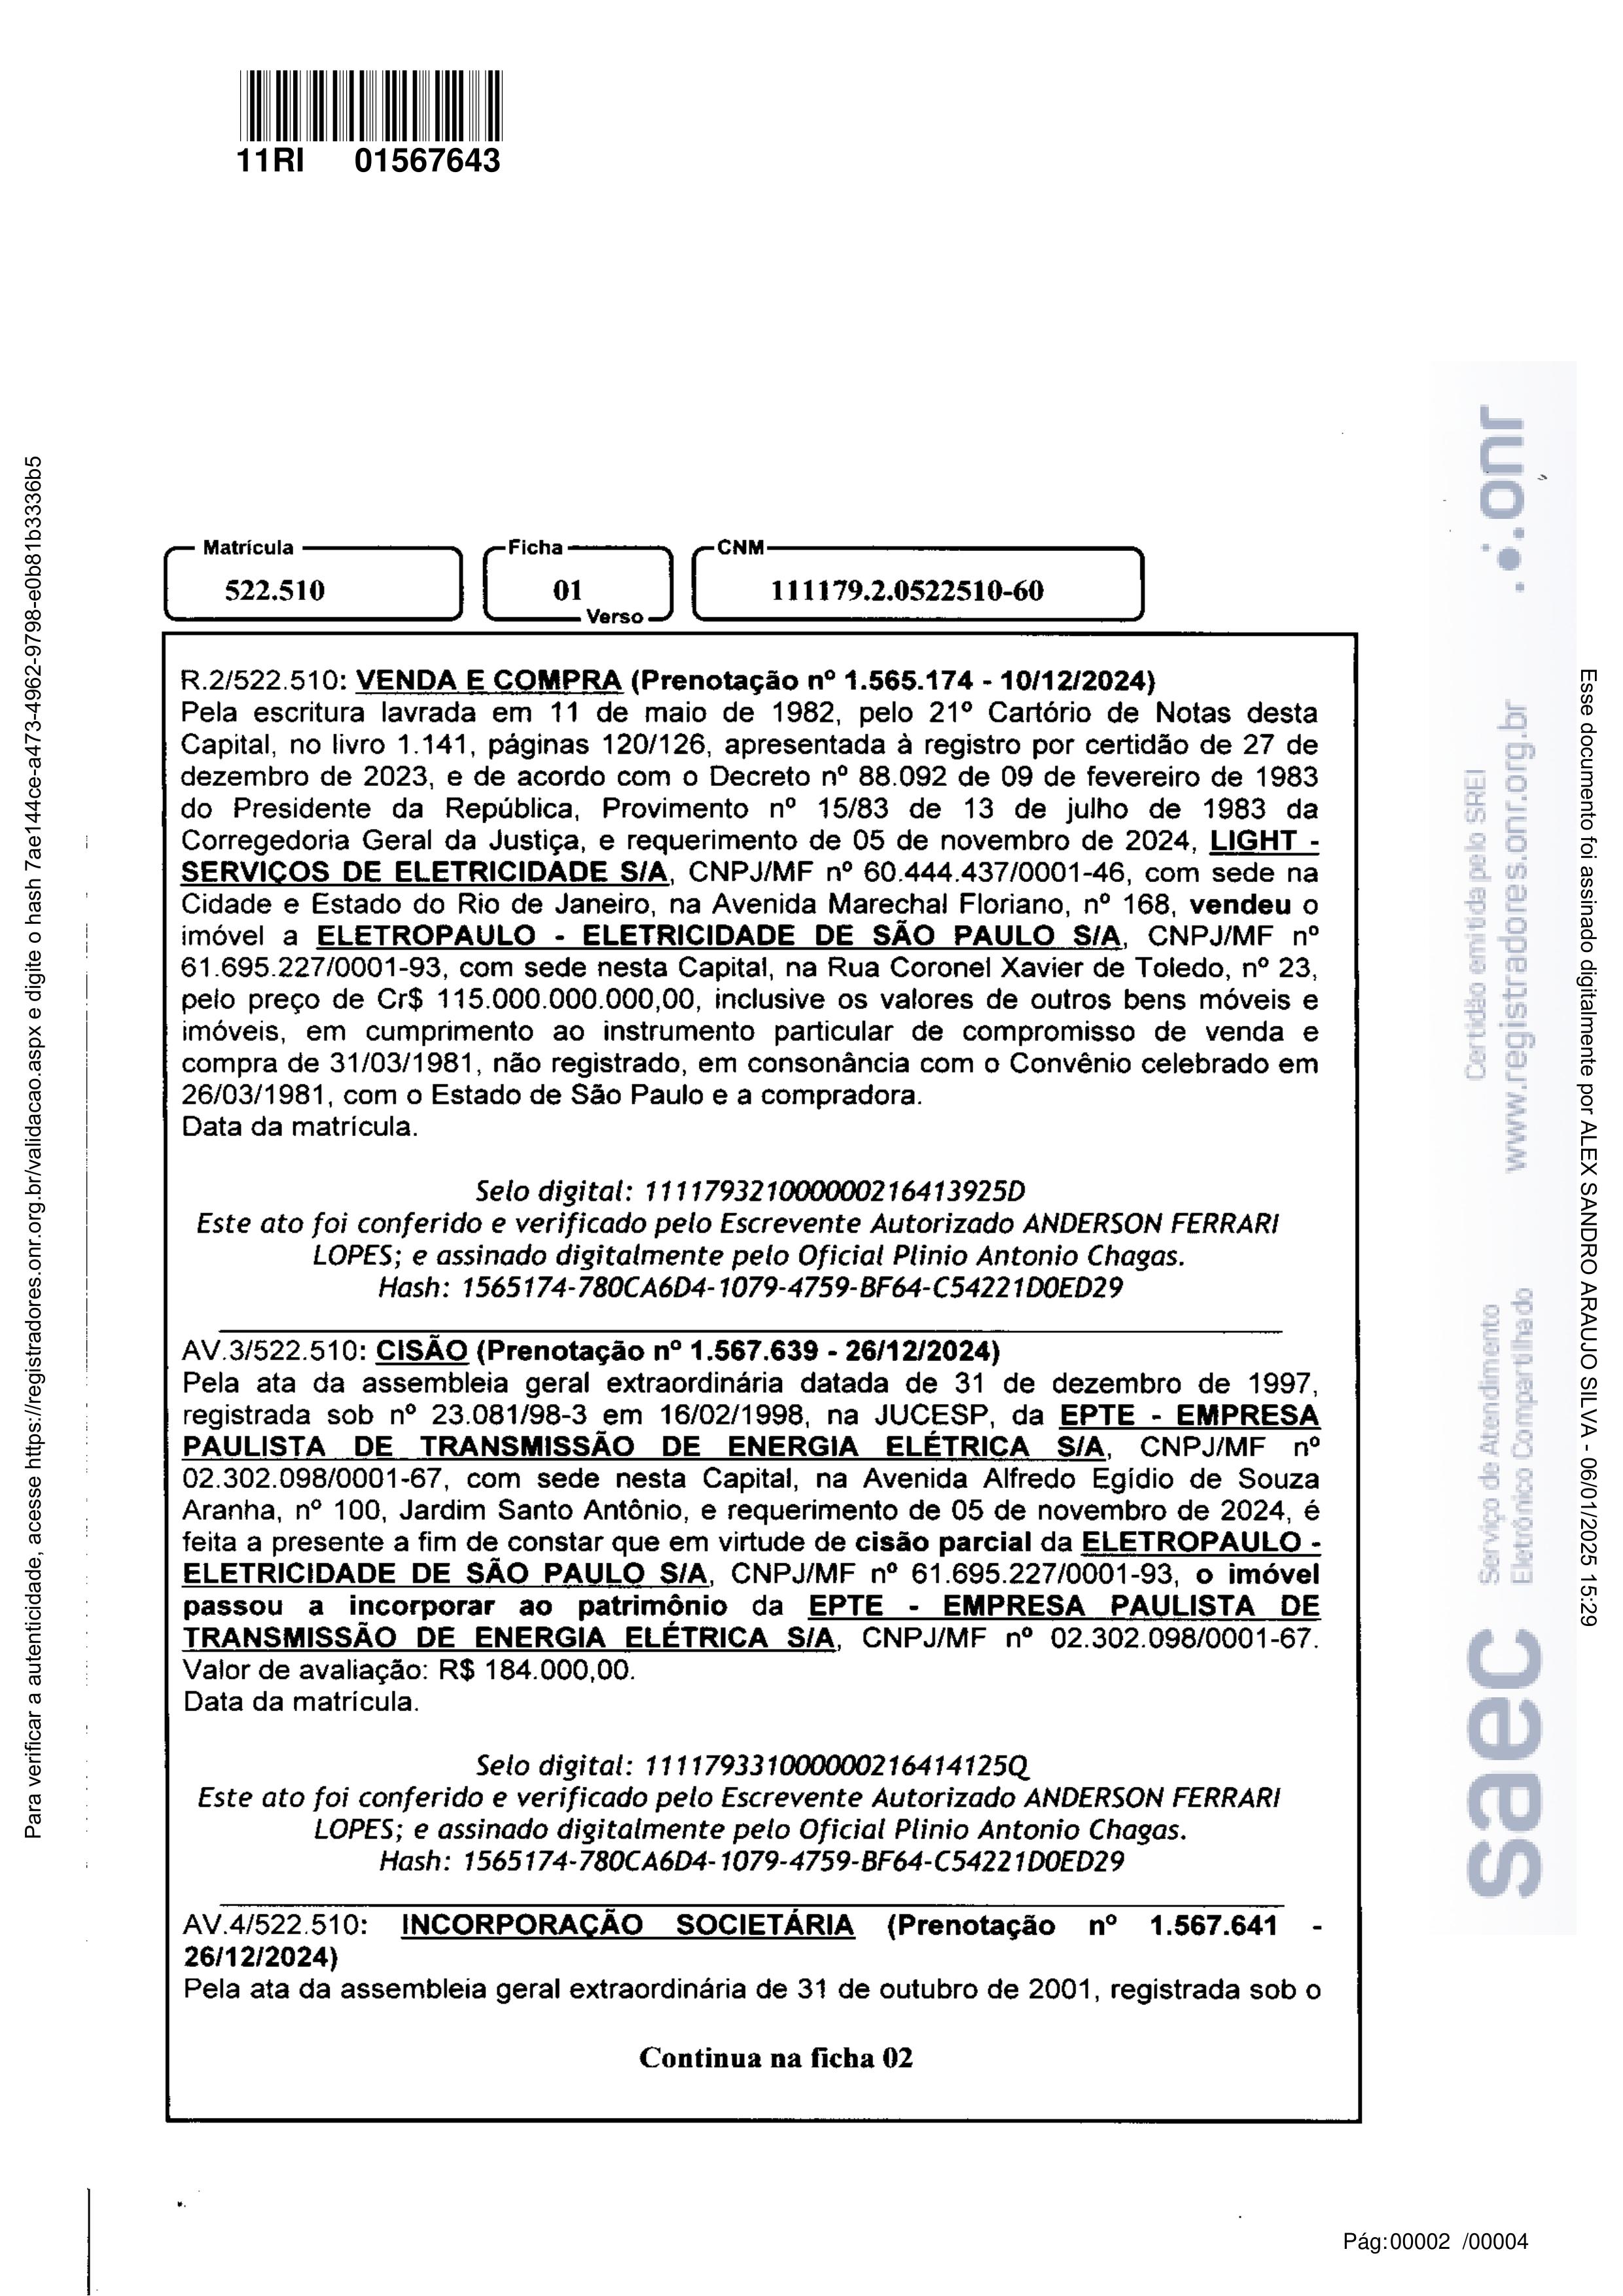 11RI 01567643
Matrícula
522.510
Ficha
01
Verso
CNM
111179.2.0522510-60
R.2/522.510: VENDA E COMPRA (Prenotação nº 1.565.174 - 10/12/2024)
Pela escritura lavrada em 11 de maio de 1982, pelo 21º Cartório de Notas desta
Capital, no livro 1.141, páginas 120/126, apresentada à registro por certidão de 27 de
dezembro de 2023, e de acordo com o Decreto nº 88.092 de 09 de fevereiro de 1983
do Presidente da República, Provimento nº 15/83 de 13 de julho de 1983 da
Corregedoria Geral da Justiça, e requerimento de 05 de novembro de 2024, LIGHT -
SERVIÇOS DE ELETRICIDADE S/A, CNPJ/MF nº 60.444.437/0001-46, com sede na
Cidade e Estado do Rio de Janeiro, na Avenida Marechal Floriano, nº 168, vendeu o
imóvel a ELETROPAULO - ELETRICIDADE DE SÃO PAULO S/A, CNPJ/MF nº
61.695.227/0001-93, com sede nesta Capital, na Rua Coronel Xavier de Toledo, nº 23,
pelo preço de Cr$ 115.000.000.000,00, inclusive os valores de outros bens móveis e
imóveis, em cumprimento ao instrumento particular de compromisso de venda e
compra de 31/03/1981, não registrado, em consonância com o Convênio celebrado em
26/03/1981, com o Estado de São Paulo e a compradora.
Data da matrícula.
Selo digital: 1111793210000000216413925D
Este ato foi conferido e verificado pelo Escrevente Autorizado ANDERSON FERRARI
LOPES; e assinado digitalmente pelo Oficial Plinio Antonio Chagas.
Hash: 1565174-780CA6D4-1079-4759-BF64-C54221D0ED29
AV.3/522.510: CISÃO (Prenotação nº 1.567.639 - 26/12/2024)
Pela ata da assembleia geral extraordinária datada de 31 de dezembro de 1997,
registrada sob nº 23.081/98-3 em 16/02/1998, na JUCESP, da EPTE - EMPRESA
PAULISTA DE TRANSMISSÃO DE ENERGIA ELÉTRICA S/A, CNPJ/MF nº
02.302.098/0001-67, com sede nesta Capital, na Avenida Alfredo Egídio de Souza
Aranha, nº 100, Jardim Santo Antônio, e requerimento de 05 de novembro de 2024, é
feita a presente a fim de constar que em virtude de cisão parcial da ELETROPAULO -
ELETRICIDADE DE SÃO PAULO S/A, CNPJ/MF nº 61.695.227/0001-93, o imóvel
passou a incorporar ao patrimônio da EPTE - EMPRESA PAULISTA DE
TRANSMISSÃO DE ENERGIA ELÉTRICA S/A, CNPJ/MF nº 02.302.098/0001-67.
Valor de avaliação: R$ 184.000,00.
Data da matrícula.
Selo digital: 1111793310000000216414125Q
Este ato foi conferido e verificado pelo Escrevente Autorizado ANDERSON FERRARI
LOPES; e assinado digitalmente pelo Oficial Plinio Antonio Chagas.
Hash: 1565174-780CA6D4-1079-4759-BF64-C54221D0ED29
AV.4/522.510: INCORPORAÇÃO SOCIETÁRIA (Prenotação nº 1.567.641 -
26/12/2024)
Pela ata da assembleia geral extraordinária de 31 de outubro de 2001, registrada sob o
Continua na ficha 02
Pág:00002 /00004
Para verificar a autenticidade, acesse https://registradores.onr.org.br/validacao.aspx e digite o hash 7ae144ce-a473-4962-9798-e0b81b3336b5
saec
Serviço de Atendimento
Eletrônico Compartilhado
Certidão emitida pelo SREI
www.registradores.onr.org.br
onr
Esse documento foi assinado digitalmente por ALEX SANDRO ARAUJO SILVA - 06/01/2025 15:29